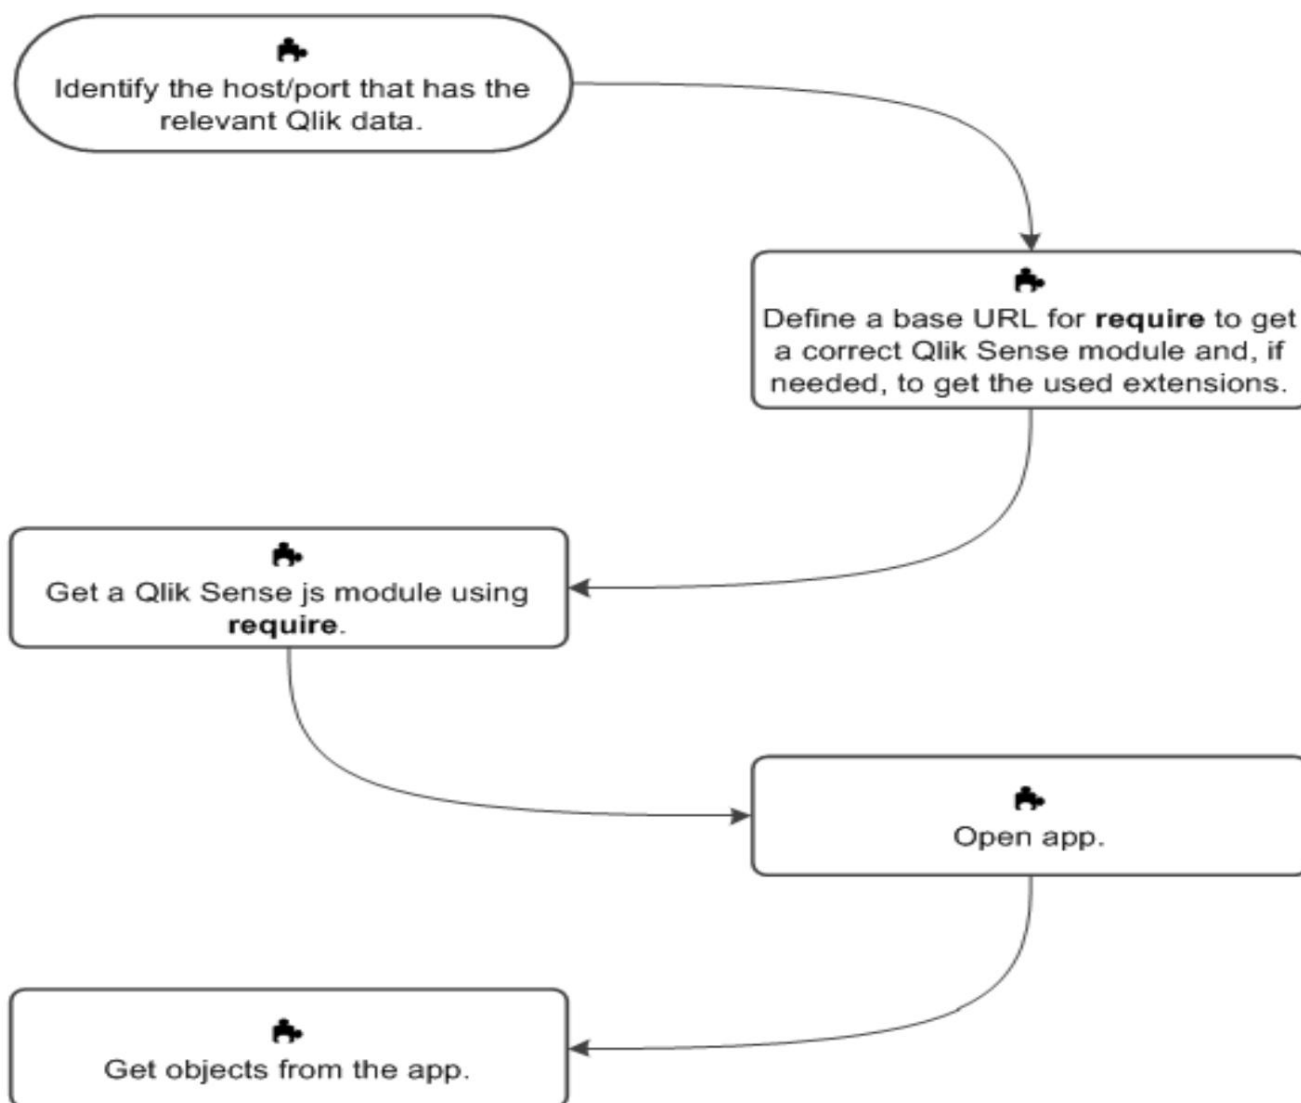 Identify the host/port that has the
relevant Qlik data.
Define a base URL for require to get
a correct Qlik Sense module and, if
needed, to get the used extensions.
Get a Qlik Sense js module using
require.
Open app.
Get objects from the app.